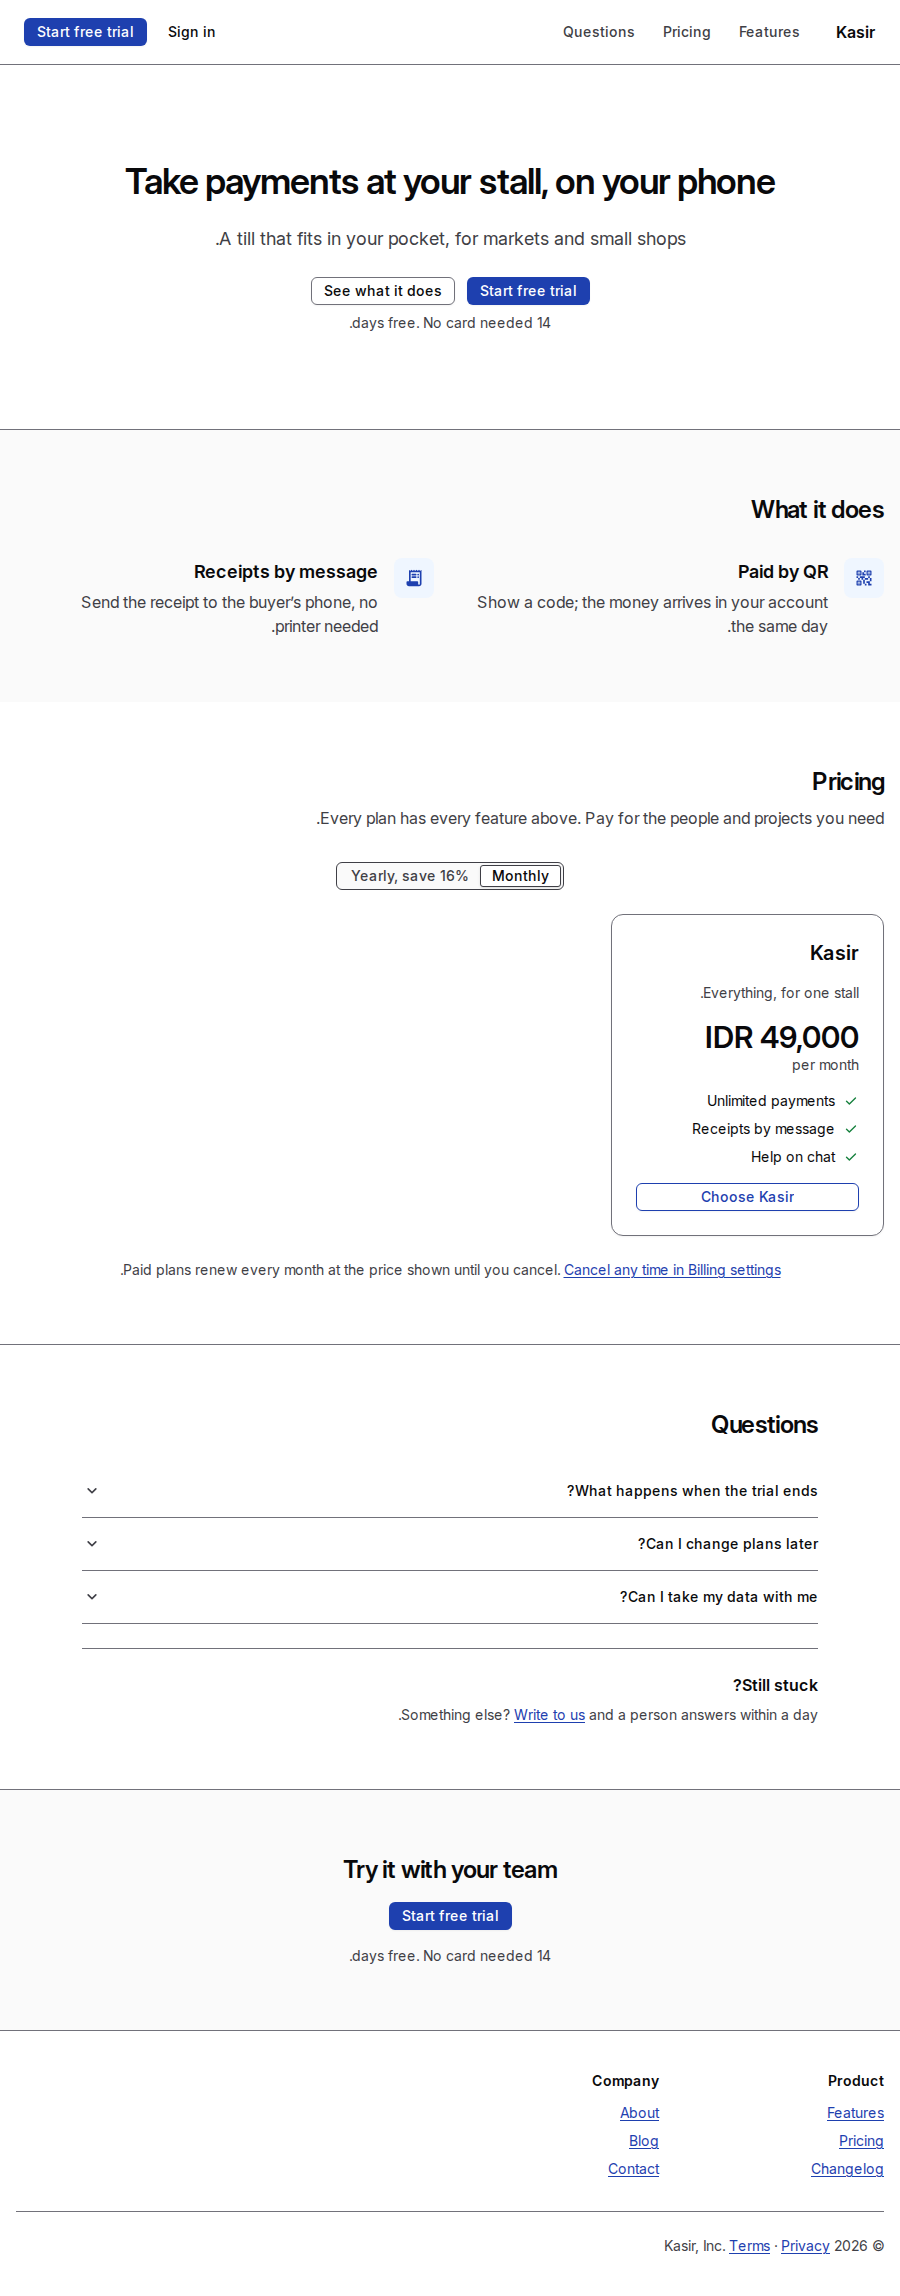 Kasir
Features
Pricing
Questions
Sign in
Start free trial
Take payments at your stall, on your phone
.A till that fits in your pocket, for markets and small shops
Start free trial
See what it does
.days free. No card needed 14
What it does
Paid by QR
Show a code; the money arrives in your account
.the same day
Receipts by message
Send the receipt to the buyer’s phone, no
.printer needed
Pricing
.Every plan has every feature above. Pay for the people and projects you need
Monthly
Yearly, save 16%
Kasir
.Everything, for one stall
IDR 49,000
per month
Unlimited payments
Receipts by message
Help on chat
Choose Kasir
.Paid plans renew every month at the price shown until you cancel. Cancel any time in Billing settings
Questions
?What happens when the trial ends
?Can I change plans later
?Can I take my data with me
?Still stuck
.Something else? Write to us and a person answers within a day
Try it with your team
Start free trial
.days free. No card needed 14
Product
Features
Pricing
Changelog
Company
About
Blog
Contact
Kasir, Inc. Terms · Privacy 2026 ©